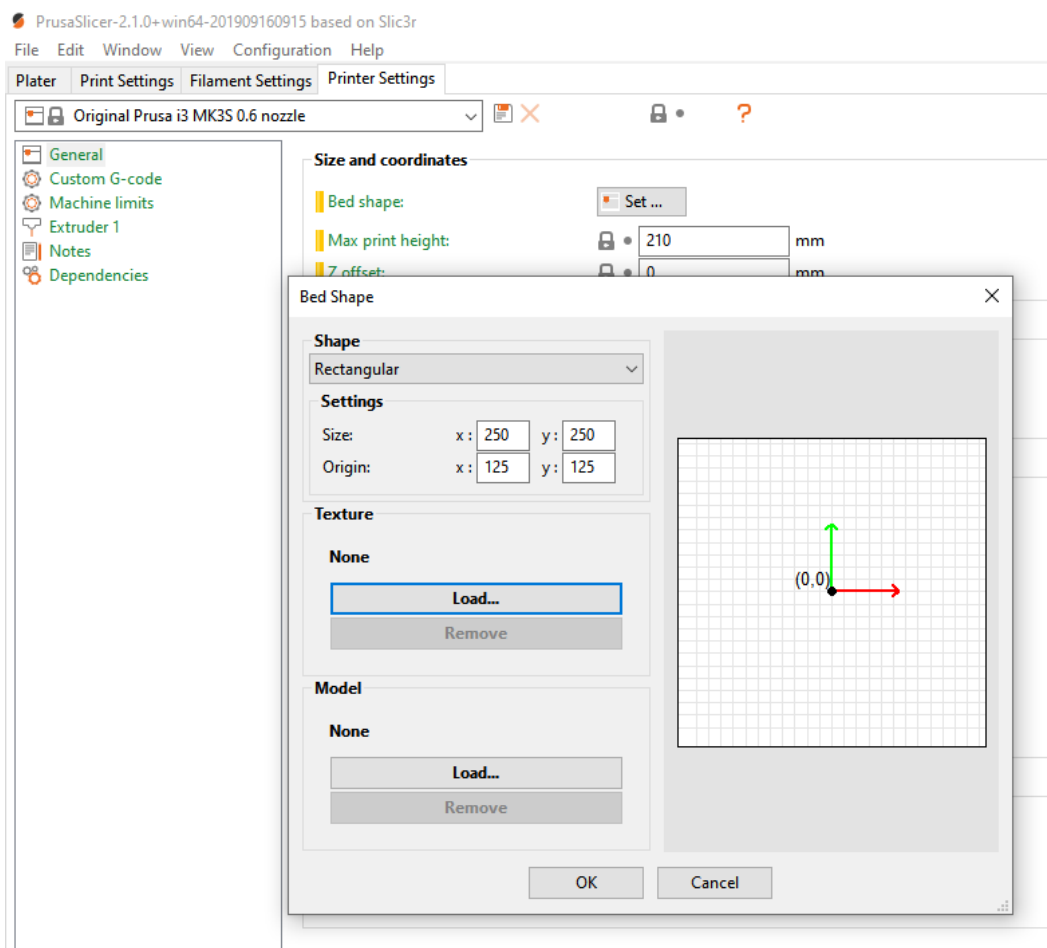 PrusaSlicer-2.1.0+win64-201909160915 based on Slic3r
File Edit Window View Configuration Help
Plater Print Settings Filament Settings Printer Settings
Original Prusa i3 MK3S 0.6 nozzle ?
General
Custom G-code
Machine limits
Extruder 1
Notes
Dependencies
Size and coordinates
Bed shape: Set ...
Max print height: 210 mm
Z offset: 0 mm
Bed Shape
Shape
Rectangular
Settings
Size: x : 250 y : 250
Origin: x : 125 y : 125
Texture
None
Load...
Remove
Model
None
Load...
Remove
(0,0)
OK Cancel